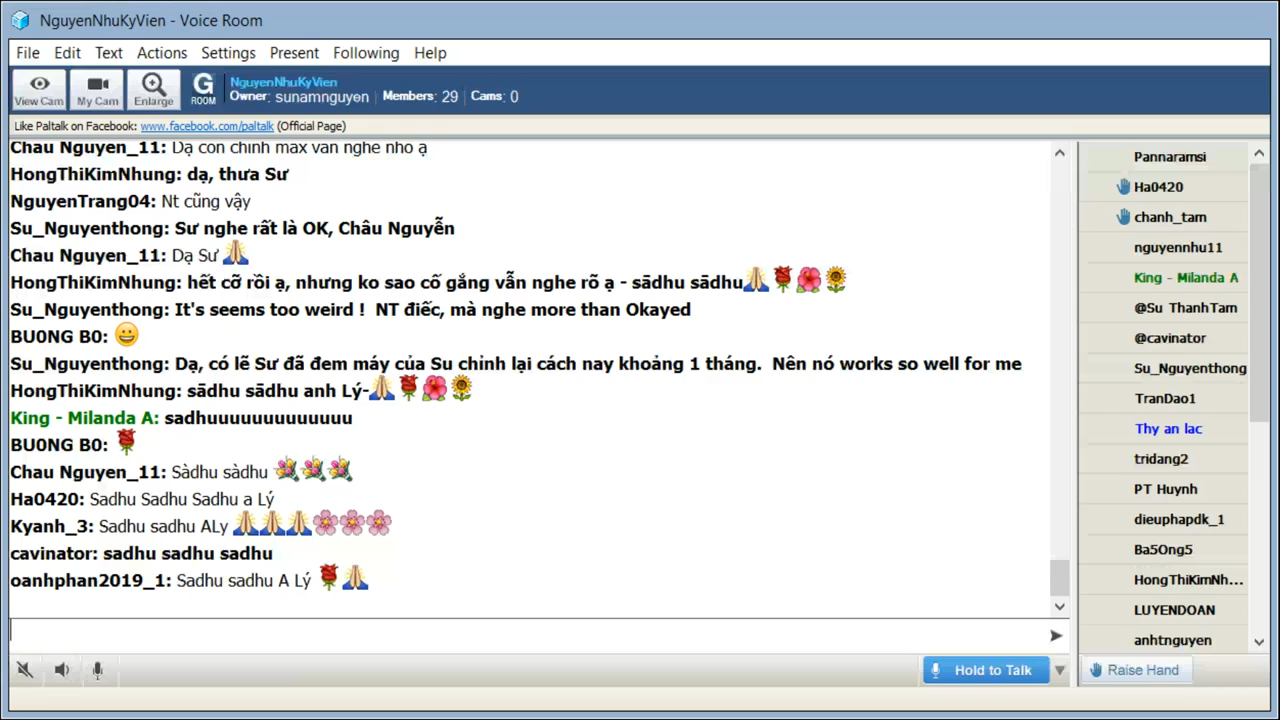 NguyenNhuKyVien - Voice Room
File Edit Text Actions Settings Present Following Help
View Cam My Cam Enlarge G ROOM
NguyenNhuKyVien
Owner: sunamnguyen Members: 29 Cams: 0
Like Paltalk on Facebook: www.facebook.com/paltalk (Official Page)
Chau Nguyen_11: Dạ con chỉnh max vẫn nghe nhỏ ạ
HongThiKimNhung: dạ, thưa Sư
NguyenTrang04: Nt cũng vậy
Su_Nguyenthong: Sư nghe rất là OK, Châu Nguyễn
Chau Nguyen_11: Dạ Sư 🙏
HongThiKimNhung: hết cỡ rồi ạ, nhưng ko sao cố gắng vẫn nghe rõ ạ - sādhu sādhu🙏🌹🌺🌻
Su_Nguyenthong: It's seems too weird ! NT điếc, mà nghe more than Okayed
BU0NG B0: 😀
Su_Nguyenthong: Dạ, có lẽ Sư đã đem máy của Su chỉnh lại cách nay khoảng 1 tháng. Nên nó works so well for me
HongThiKimNhung: sādhu sādhu anh Lý-🙏🌹🌺🌻
King - Milanda A: sadhuuuuuuuuuuuuu
BU0NG B0: 🌹
Chau Nguyen_11: Sàdhu sàdhu 💐💐💐
Ha0420: Sadhu Sadhu Sadhu a Lý
Kyanh_3: Sadhu sadhu ALy 🙏🙏🙏🌸🌸🌸
cavinator: sadhu sadhu sadhu
oanhphan2019_1: Sadhu sadhu A Lý 🌹🙏
Pannaramsi
Ha0420
chanh_tam
nguyennhu11
King - Milanda A
@Su ThanhTam
@cavinator
Su_Nguyenthong
TranDao1
Thy an lac
tridang2
PT Huynh
dieuphapdk_1
Ba5Ong5
HongThiKimNh...
LUYENDOAN
anhtnguyen
Hold to Talk
Raise Hand